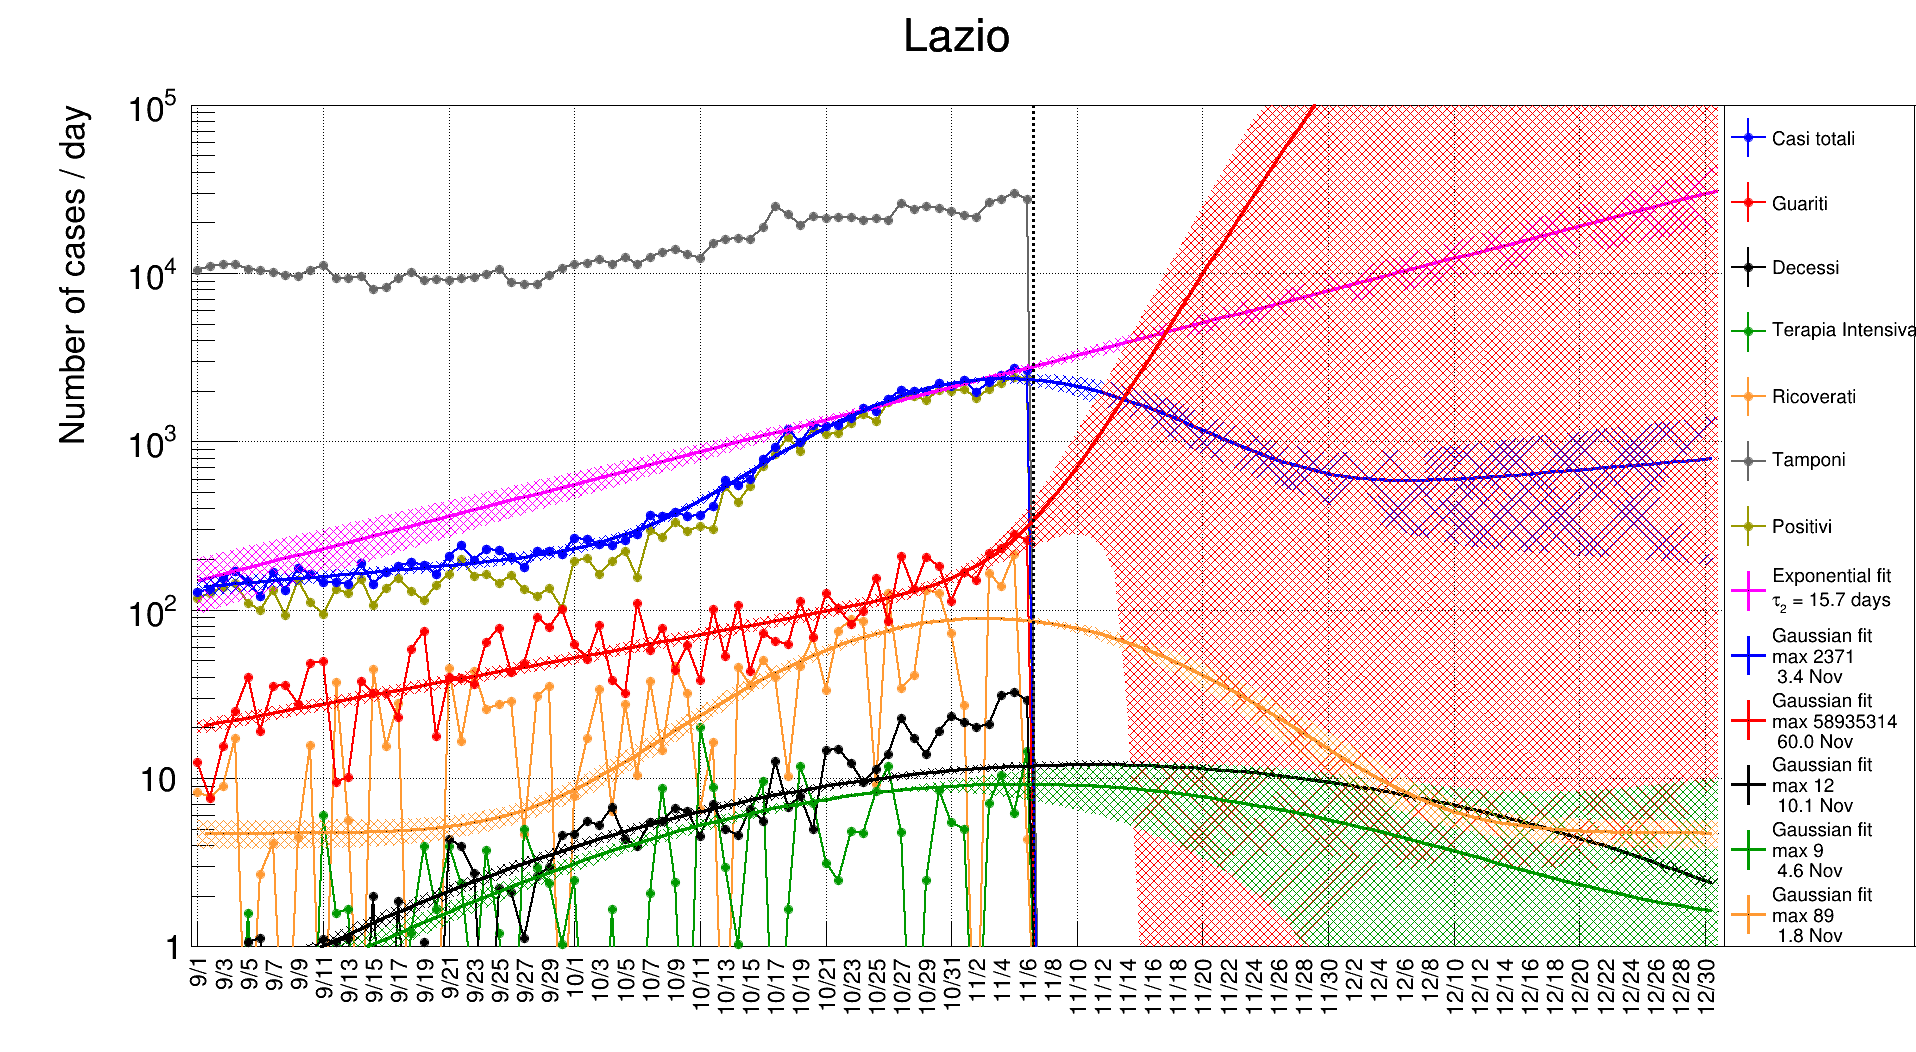 Lazio
Number of cases / day
10^5
10^4
10^3
10^2
10
1
9/1
9/3
9/5
9/7
9/9
9/11
9/13
9/15
9/17
9/19
9/21
9/23
9/25
9/27
9/29
10/1
10/3
10/5
10/7
10/9
10/11
10/13
10/15
10/17
10/19
10/21
10/23
10/25
10/27
10/29
10/31
11/2
11/4
11/6
11/8
11/10
11/12
11/14
11/16
11/18
11/20
11/22
11/24
11/26
11/28
11/30
12/2
12/4
12/6
12/8
12/10
12/12
12/14
12/16
12/18
12/20
12/22
12/24
12/26
12/28
12/30
Casi totali
Guariti
Decessi
Terapia Intensiva
Ricoverati
Tamponi
Positivi
Exponential fit
τ2 = 15.7 days
Gaussian fit
max 2371
3.4 Nov
Gaussian fit
max 58935314
60.0 Nov
Gaussian fit
max 12
10.1 Nov
Gaussian fit
max 9
4.6 Nov
Gaussian fit
max 89
1.8 Nov